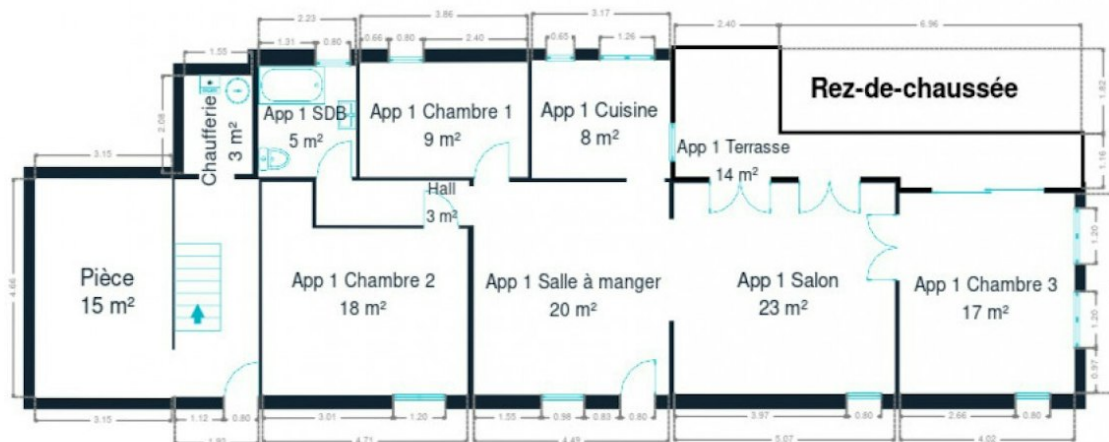 2.23
3.86
3.17
2.40
6.96
1.31
0.80
0.66
0.80
2.40
0.65
1.26
1.55
Rez-de-chaussée
1.82
2.08
Chaufferie
3 m²
App 1 SDB
5 m²
App 1 Chambre 1
9 m²
App 1 Cuisine
8 m²
App 1 Terrasse
14 m²
1.16
3.15
Hall
3 m²
1.20
4.66
Pièce
15 m²
App 1 Chambre 2
18 m²
App 1 Salle à manger
20 m²
App 1 Salon
23 m²
App 1 Chambre 3
17 m²
1.20
0.97
3.15
1.12
0.80
3.01
1.20
1.55
0.98
0.83
0.80
3.97
0.80
2.66
0.80
4.71
4.49
5.07
4.02